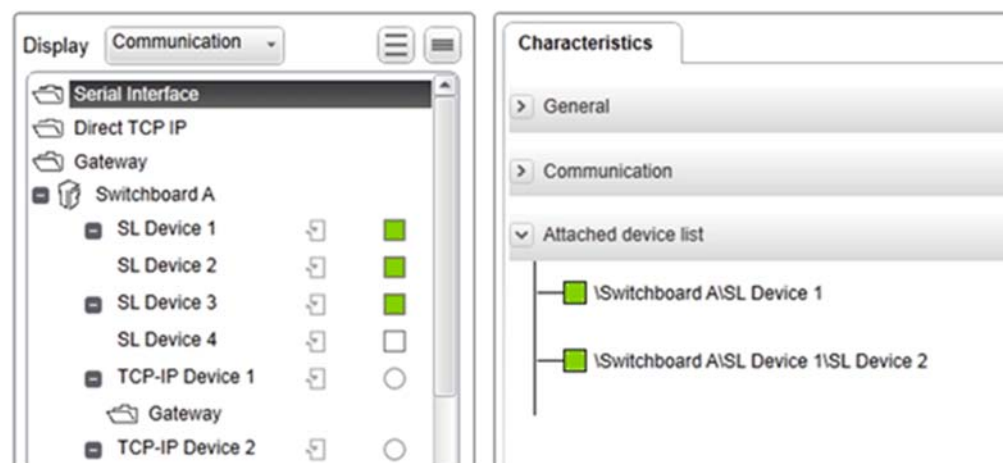 Display Communication
Serial Interface
Direct TCP IP
Gateway
Switchboard A
SL Device 1
SL Device 2
SL Device 3
SL Device 4
TCP-IP Device 1
Gateway
TCP-IP Device 2
Characteristics
General
Communication
Attached device list
\Switchboard A\SL Device 1
\Switchboard A\SL Device 1\SL Device 2